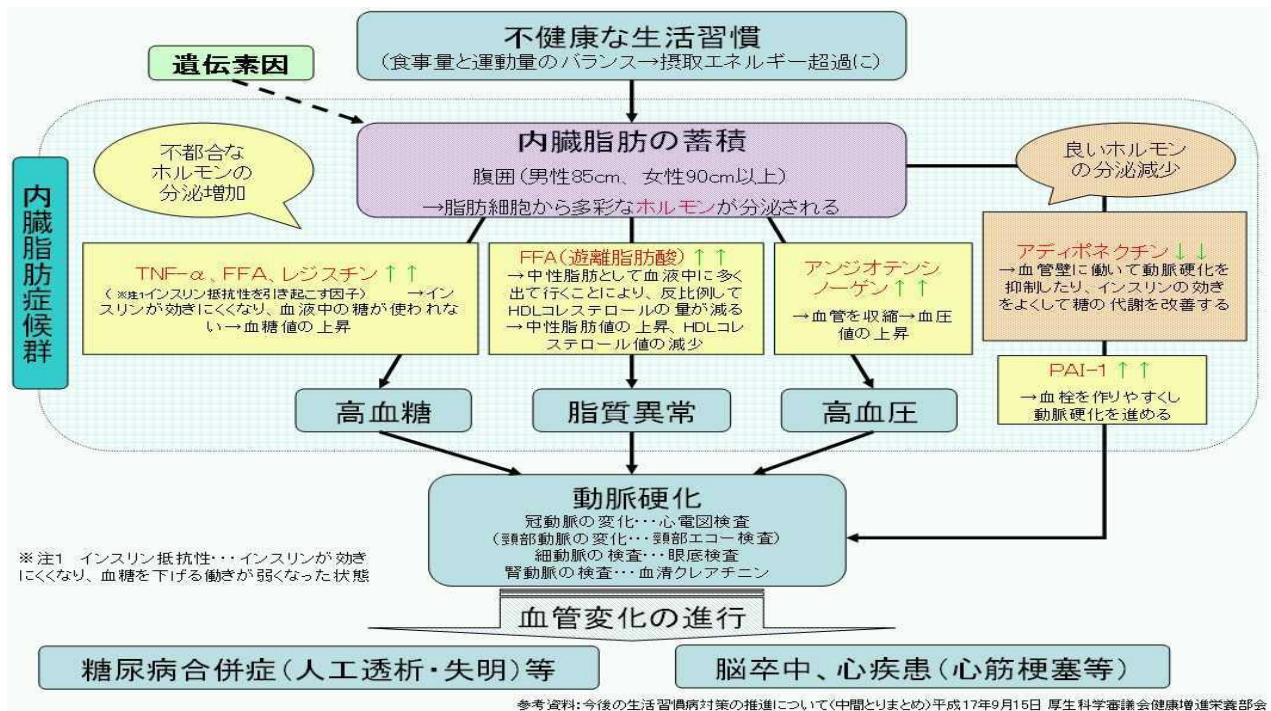 不健康な生活習慣
(食事量と運動量のバランス→摂取エネルギー超過に)
遺伝素因
内臓脂肪症候群
不都合な
ホルモンの
分泌増加
内臓脂肪の蓄積
腹囲(男性85cm、女性90cm以上)
→脂肪細胞から多彩なホルモンが分泌される
良いホルモン
の分泌減少
TNF-α、FFA、レジスチン↑↑
(※注1インスリン抵抗性を引き起こす因子) →イン
スリンが効きにくくなり、血液中の糖が使われな
い→血糖値の上昇
FFA(遊離脂肪酸)↑↑
→中性脂肪として血液中に多く
出て行くことにより、反比例して
HDLコレステロールの量が減る
→中性脂肪値の上昇、HDLコレ
ステロール値の減少
アンジオテンシ
ノーゲン↑↑
→血管を収縮→血圧
値の上昇
アディポネクチン↓↓
→血管壁に働いて動脈硬化を
抑制したり、インスリンの効き
をよくして糖の代謝を改善する
PAI-1↑↑
→血栓を作りやすくし
動脈硬化を進める
高血糖
脂質異常
高血圧
動脈硬化
冠動脈の変化･･･心電図検査
(頸部動脈の変化･･･頸部エコー検査)
細動脈の検査･･･眼底検査
腎動脈の検査･･･血清クレアチニン
※注1 インスリン抵抗性･･･インスリンが効き
にくくなり、血糖を下げる働きが弱くなった状態
血管変化の進行
糖尿病合併症(人工透析・失明)等
脳卒中、心疾患(心筋梗塞等)
参考資料:今後の生活習慣病対策の推進について(中間とりまとめ)平成17年9月15日 厚生科学審議会健康増進栄養部会